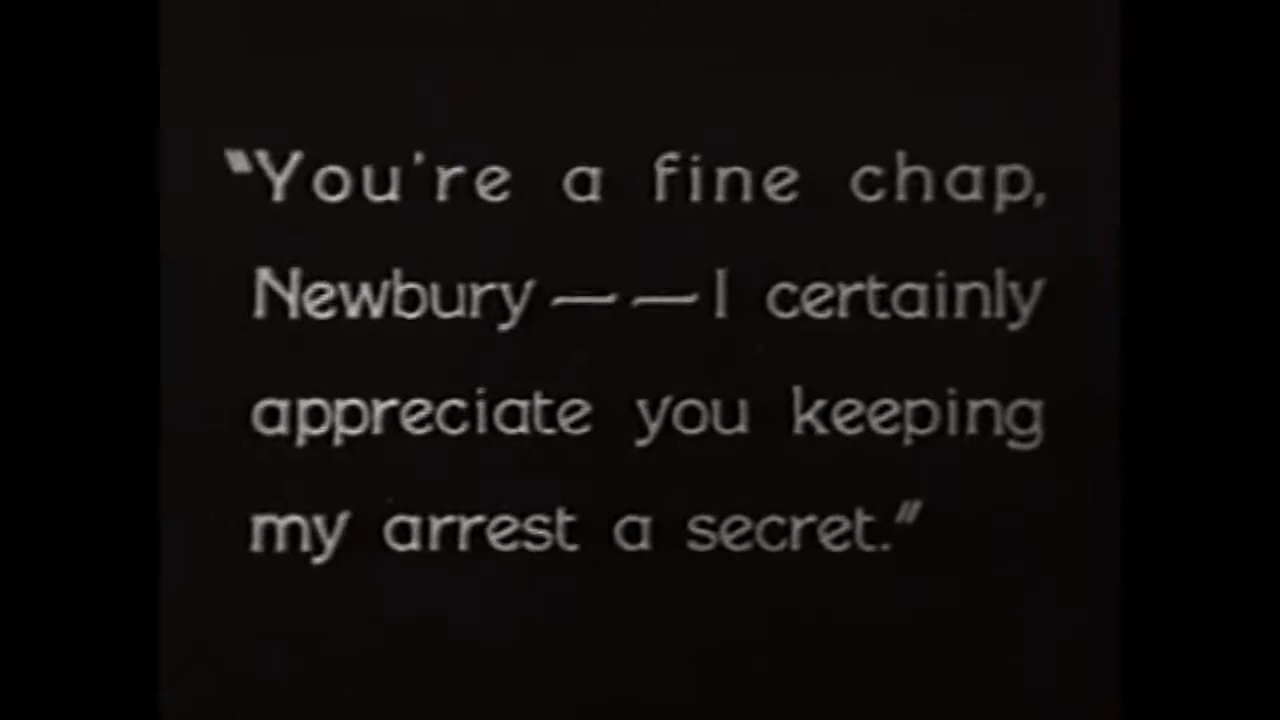 "You're a fine chap,
Newbury — — I certainly
appreciate you keeping
my arrest a secret."